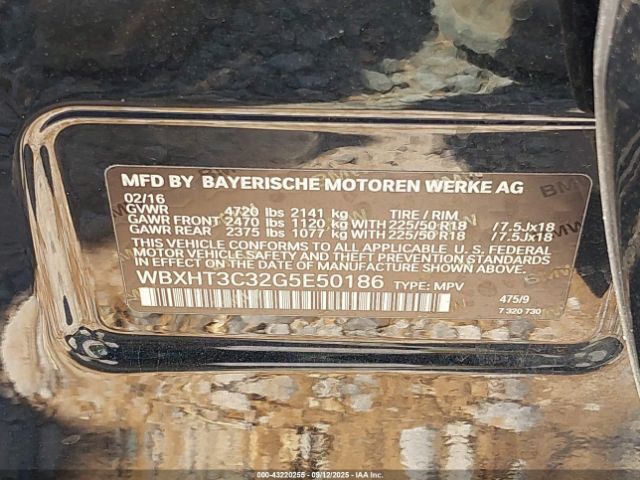 MFD BY BAYERISCHE MOTOREN WERKE AG
02/16
GVWR 4720 lbs 2141 kg TIRE / RIM
GAWR FRONT 2470 lbs 1120 kg WITH 225/50 R18 /7.5Jx18
GAWR REAR 2375 lbs 1077 kg WITH 225/50 R18 /7.5Jx18
THIS VEHICLE CONFORMS TO ALL APPLICABLE U. S. FEDERAL
MOTOR VEHICLE SAFETY AND THEFT PREVENTION STANDARDS
IN EFFECT ON THE DATE OF MANUFACTURE SHOWN ABOVE.
WBXHT3C32G5E50186 TYPE: MPV
475/9
7 320 730
000-43220255 - 09/12/2025 - IAAI.COM